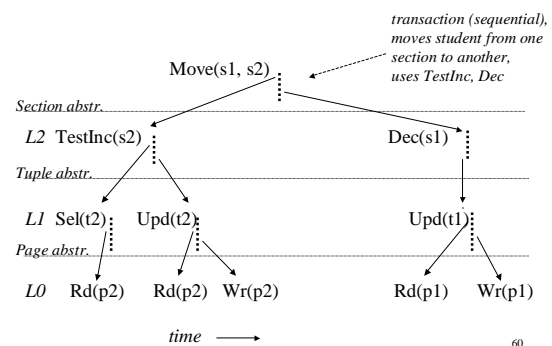 transaction (sequential),
moves student from one
section to another,
uses TestInc, Dec
Move(s1, s2)
Section abstr.
L2 TestInc(s2) Dec(s1)
Tuple abstr.
L1 Sel(t2) Upd(t2) Upd(t1)
Page abstr.
L0 Rd(p2) Rd(p2) Wr(p2) Rd(p1) Wr(p1)
time
60